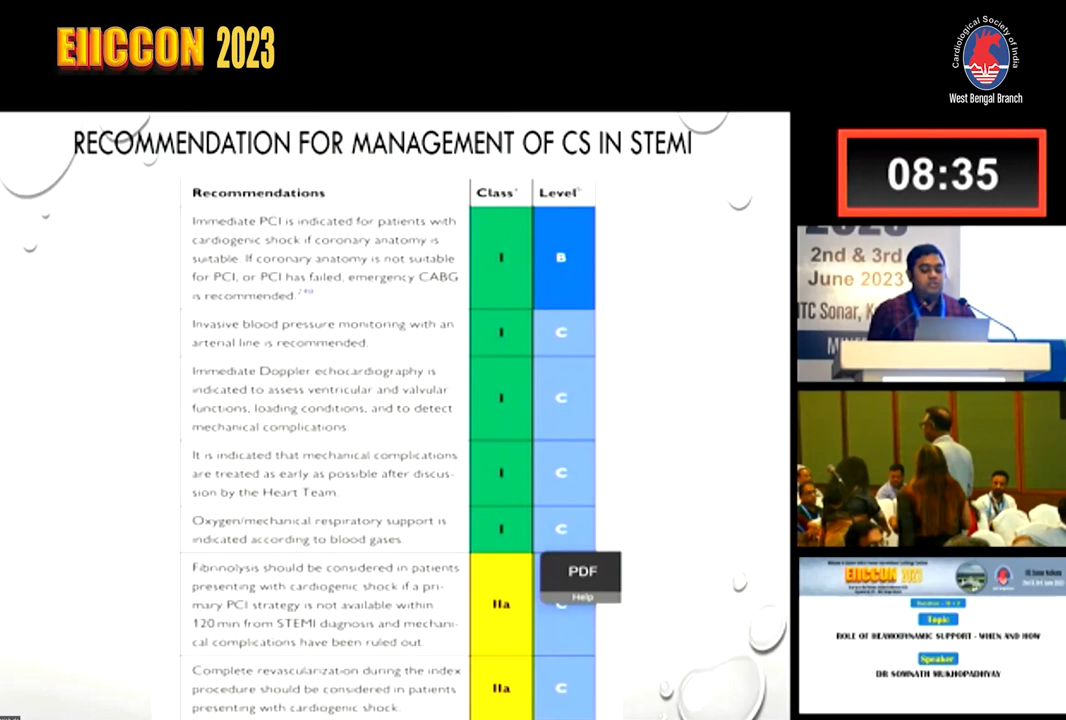 EIICCON 2023
Cardiological Society of India
West Bengal Branch
RECOMMENDATION FOR MANAGEMENT OF CS IN STEMI
08:35
Recommendations Class Level
Immediate PCI is indicated for patients with
cardiogenic shock if coronary anatomy is
suitable. If coronary anatomy is not suitable
for PCI, or PCI has failed, emergency CABG
is recommended.
I B
Invasive blood pressure monitoring with an
arterial line is recommended.
I C
Immediate Doppler echocardiography is
indicated to assess ventricular and valvular
functions, loading conditions, and to detect
mechanical complications
I C
It is indicated that mechanical complications
are treated as early as possible after discus-
sion by the Heart Team.
I C
Oxygen/mechanical respiratory support is
indicated according to blood gases.
I C
Fibrinolysis should be considered in patients
presenting with cardiogenic shock if a pri-
mary PCI strategy is not available within
120 min from STEMI diagnosis and mechani-
cal complications have been ruled out.
IIa C
PDF
Help
Complete revascularization during the index
procedure should be considered in patients
presenting with cardiogenic shock.
IIa C
2023
2nd & 3rd
June 2023
ITC Sonar, K
EIICCON 2023
Topic
ROLE OF HEAMODYNAMIC SUPPORT - WHEN AND HOW
Speaker
DR SOMNATH MUKHOPADHYAY